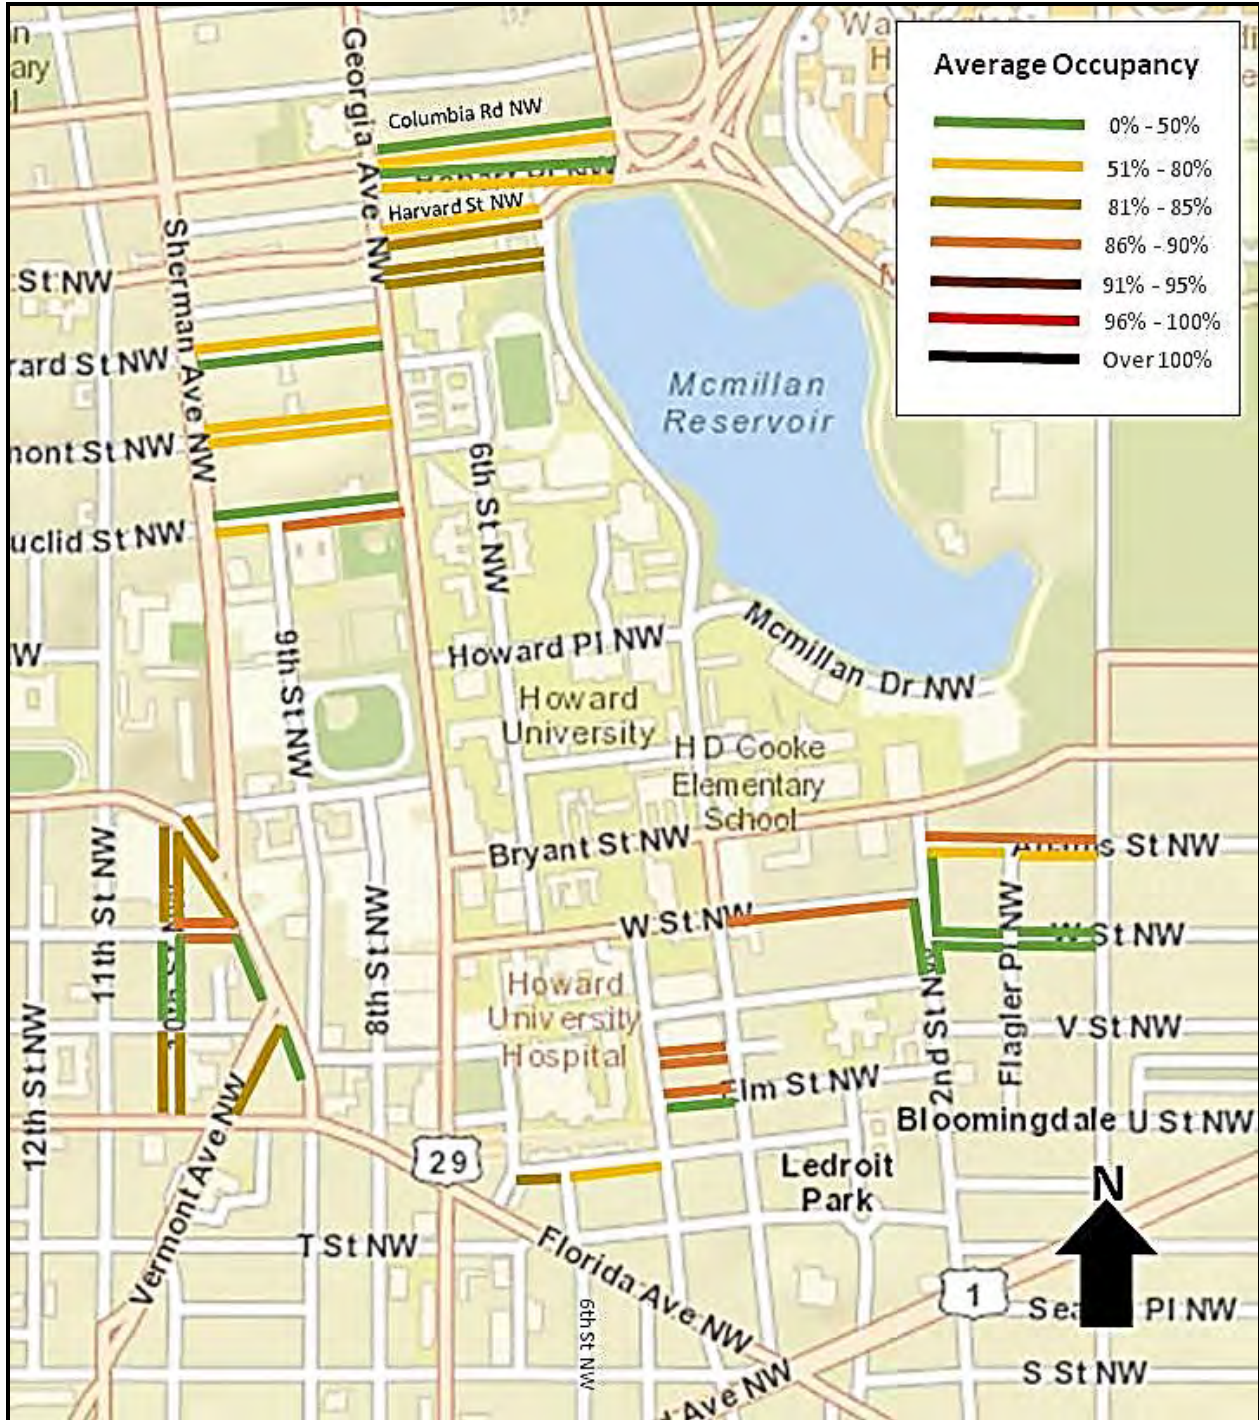 Average Occupancy
0% - 50%
51% - 80%
81% - 85%
86% - 90%
91% - 95%
96% - 100%
Over 100%
Georgia Ave NW
Columbia Rd NW
Harvard St NW
Sherman Ave NW
St NW
rard St NW
mont St NW
uclid St NW
Mcmillan
Reservoir
6th St NW
9th St NW
Howard Pl NW
Mcmillan Dr NW
Howard
University
H D Cooke
Elementary
School
Bryant St NW
St NW
W St NW
W St NW
11th St NW
8th St NW
Flagler Pl NW
2nd St NW
Howard
University
Hospital
V St NW
Elm St NW
12th St NW
Bloomingdale
U St NW
Vermont Ave NW
29
Ledroit
Park
N
T St NW
Florida Ave NW
1
Pl NW
6th St NW
S St NW
Ave NW